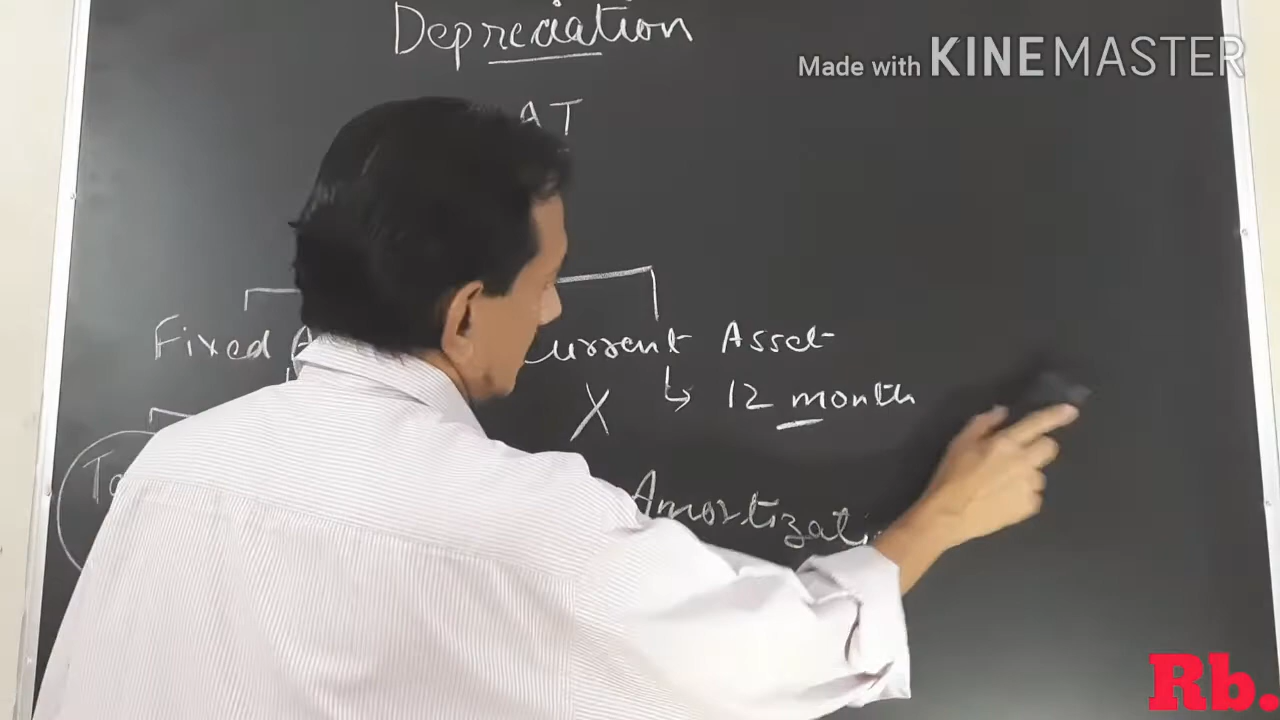 Depreciation
Made with KINEMASTER
AT
Fixed
Current Asset
X
↳ 12 month
Amortizati
Rb.